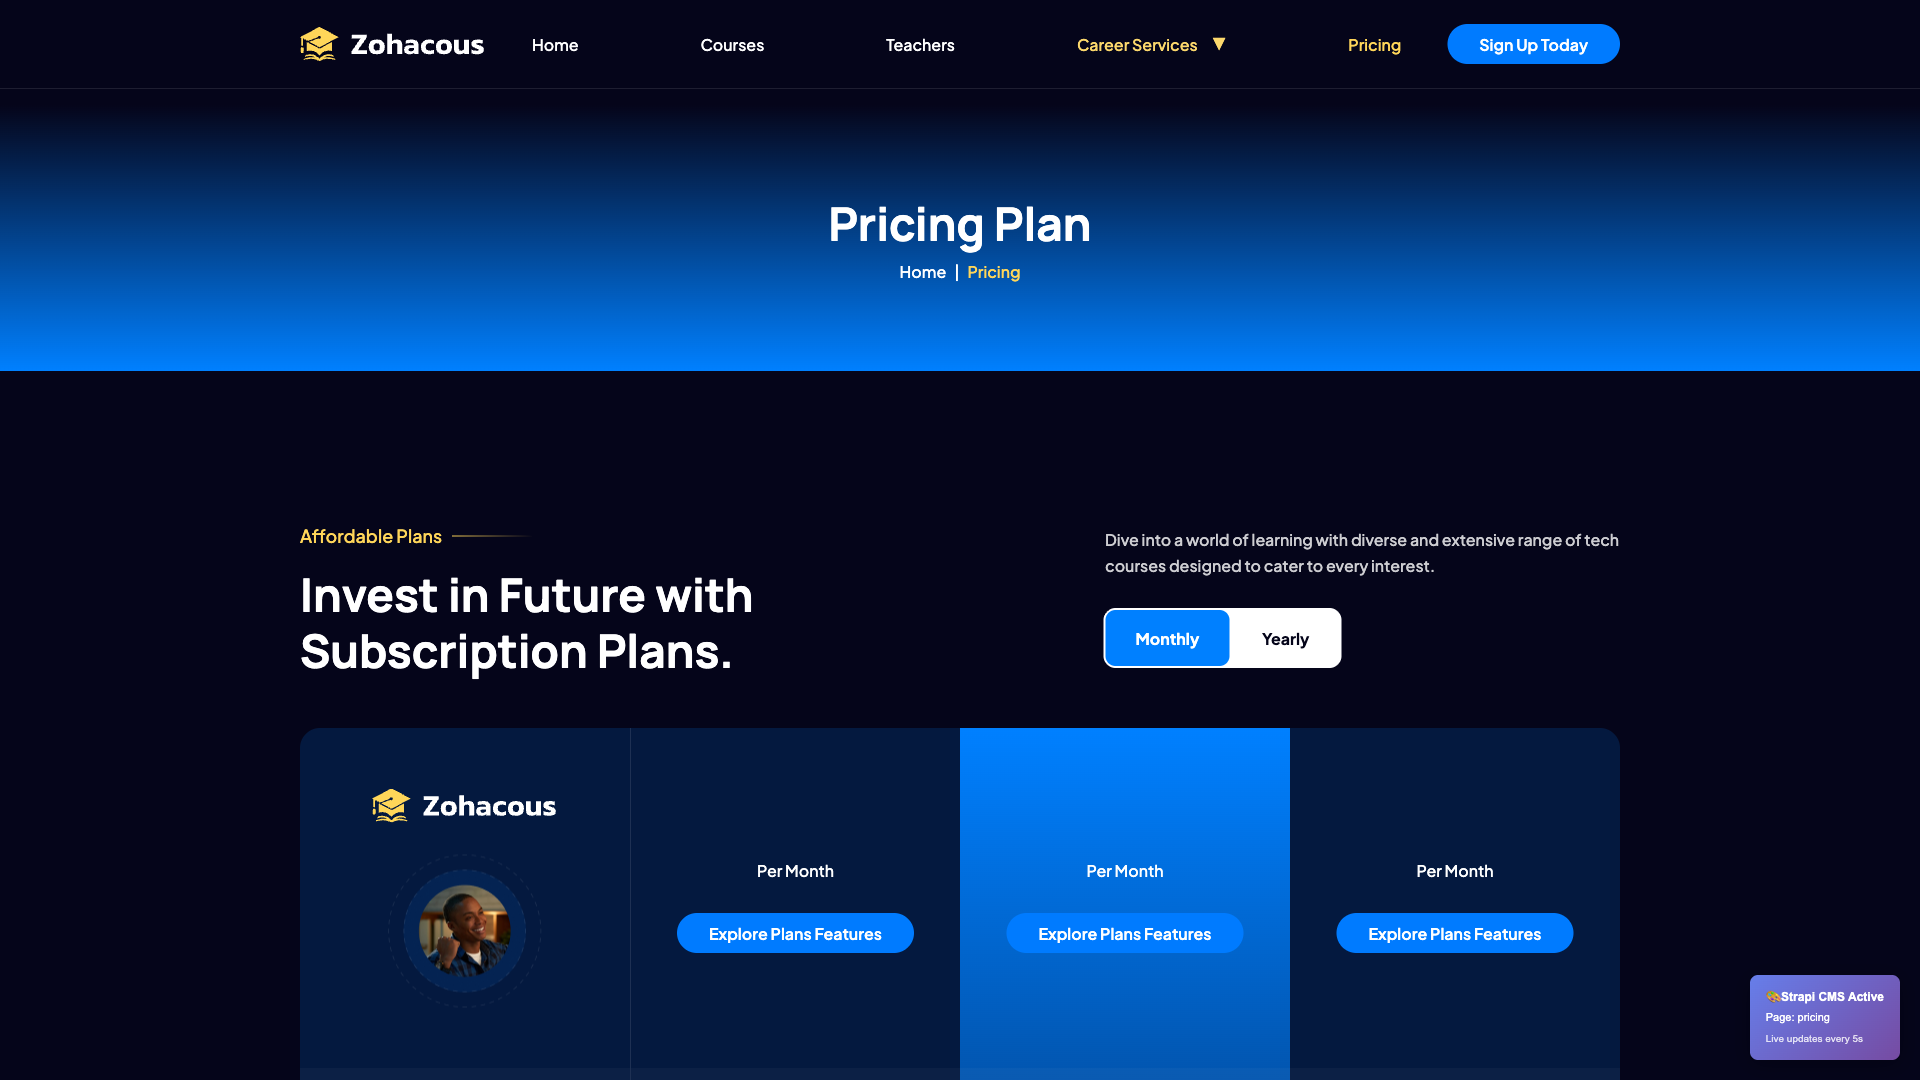 Zohacous
Home
Courses
Teachers
Career Services ▼
Pricing
Sign Up Today
Pricing Plan
Home | Pricing
Affordable Plans
Invest in Future with
Subscription Plans.
Dive into a world of learning with diverse and extensive range of tech
courses designed to cater to every interest.
Monthly
Yearly
Zohacous
Per Month
Explore Plans Features
Per Month
Explore Plans Features
Per Month
Explore Plans Features
🎨Strapi CMS Active
Page: pricing
Live updates every 5s